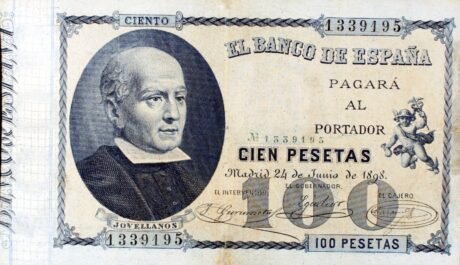 CIENTO
1339195
EL BANCO DE ESPAÑA
PAGARÁ
AL
PORTADOR
Nº 1339195
CIEN PESETAS
Madrid, 24 de Junio de 1898.
EL INTERVENTOR
EL GOBERNADOR,
EL CAJERO
100
JOVELLANOS
1339195
100 PESETAS